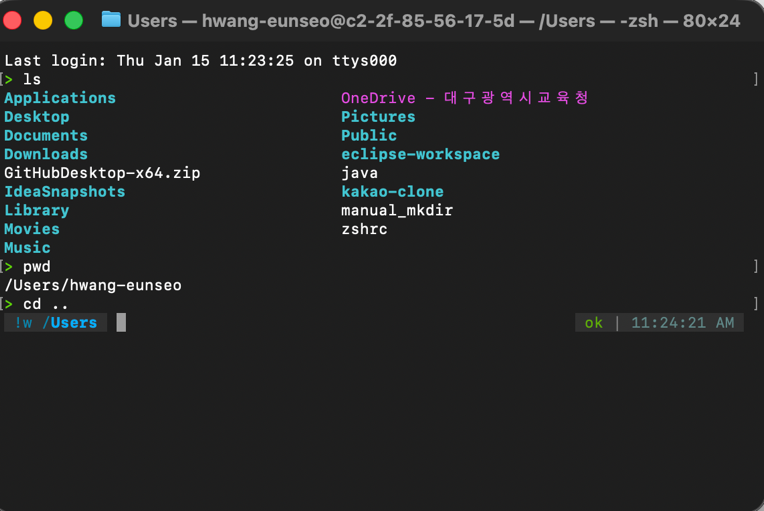 Users — hwang-eunseo@c2-2f-85-56-17-5d — /Users — -zsh — 80×24
Last login: Thu Jan 15 11:23:25 on ttys000
[> ls ]
Applications OneDrive - 대구광역시교육청
Desktop Pictures
Documents Public
Downloads eclipse-workspace
GitHubDesktop-x64.zip java
IdeaSnapshots kakao-clone
Library manual_mkdir
Movies zshrc
Music
[> pwd ]
/Users/hwang-eunseo
[> cd .. ]
!w /Users ok | 11:24:21 AM